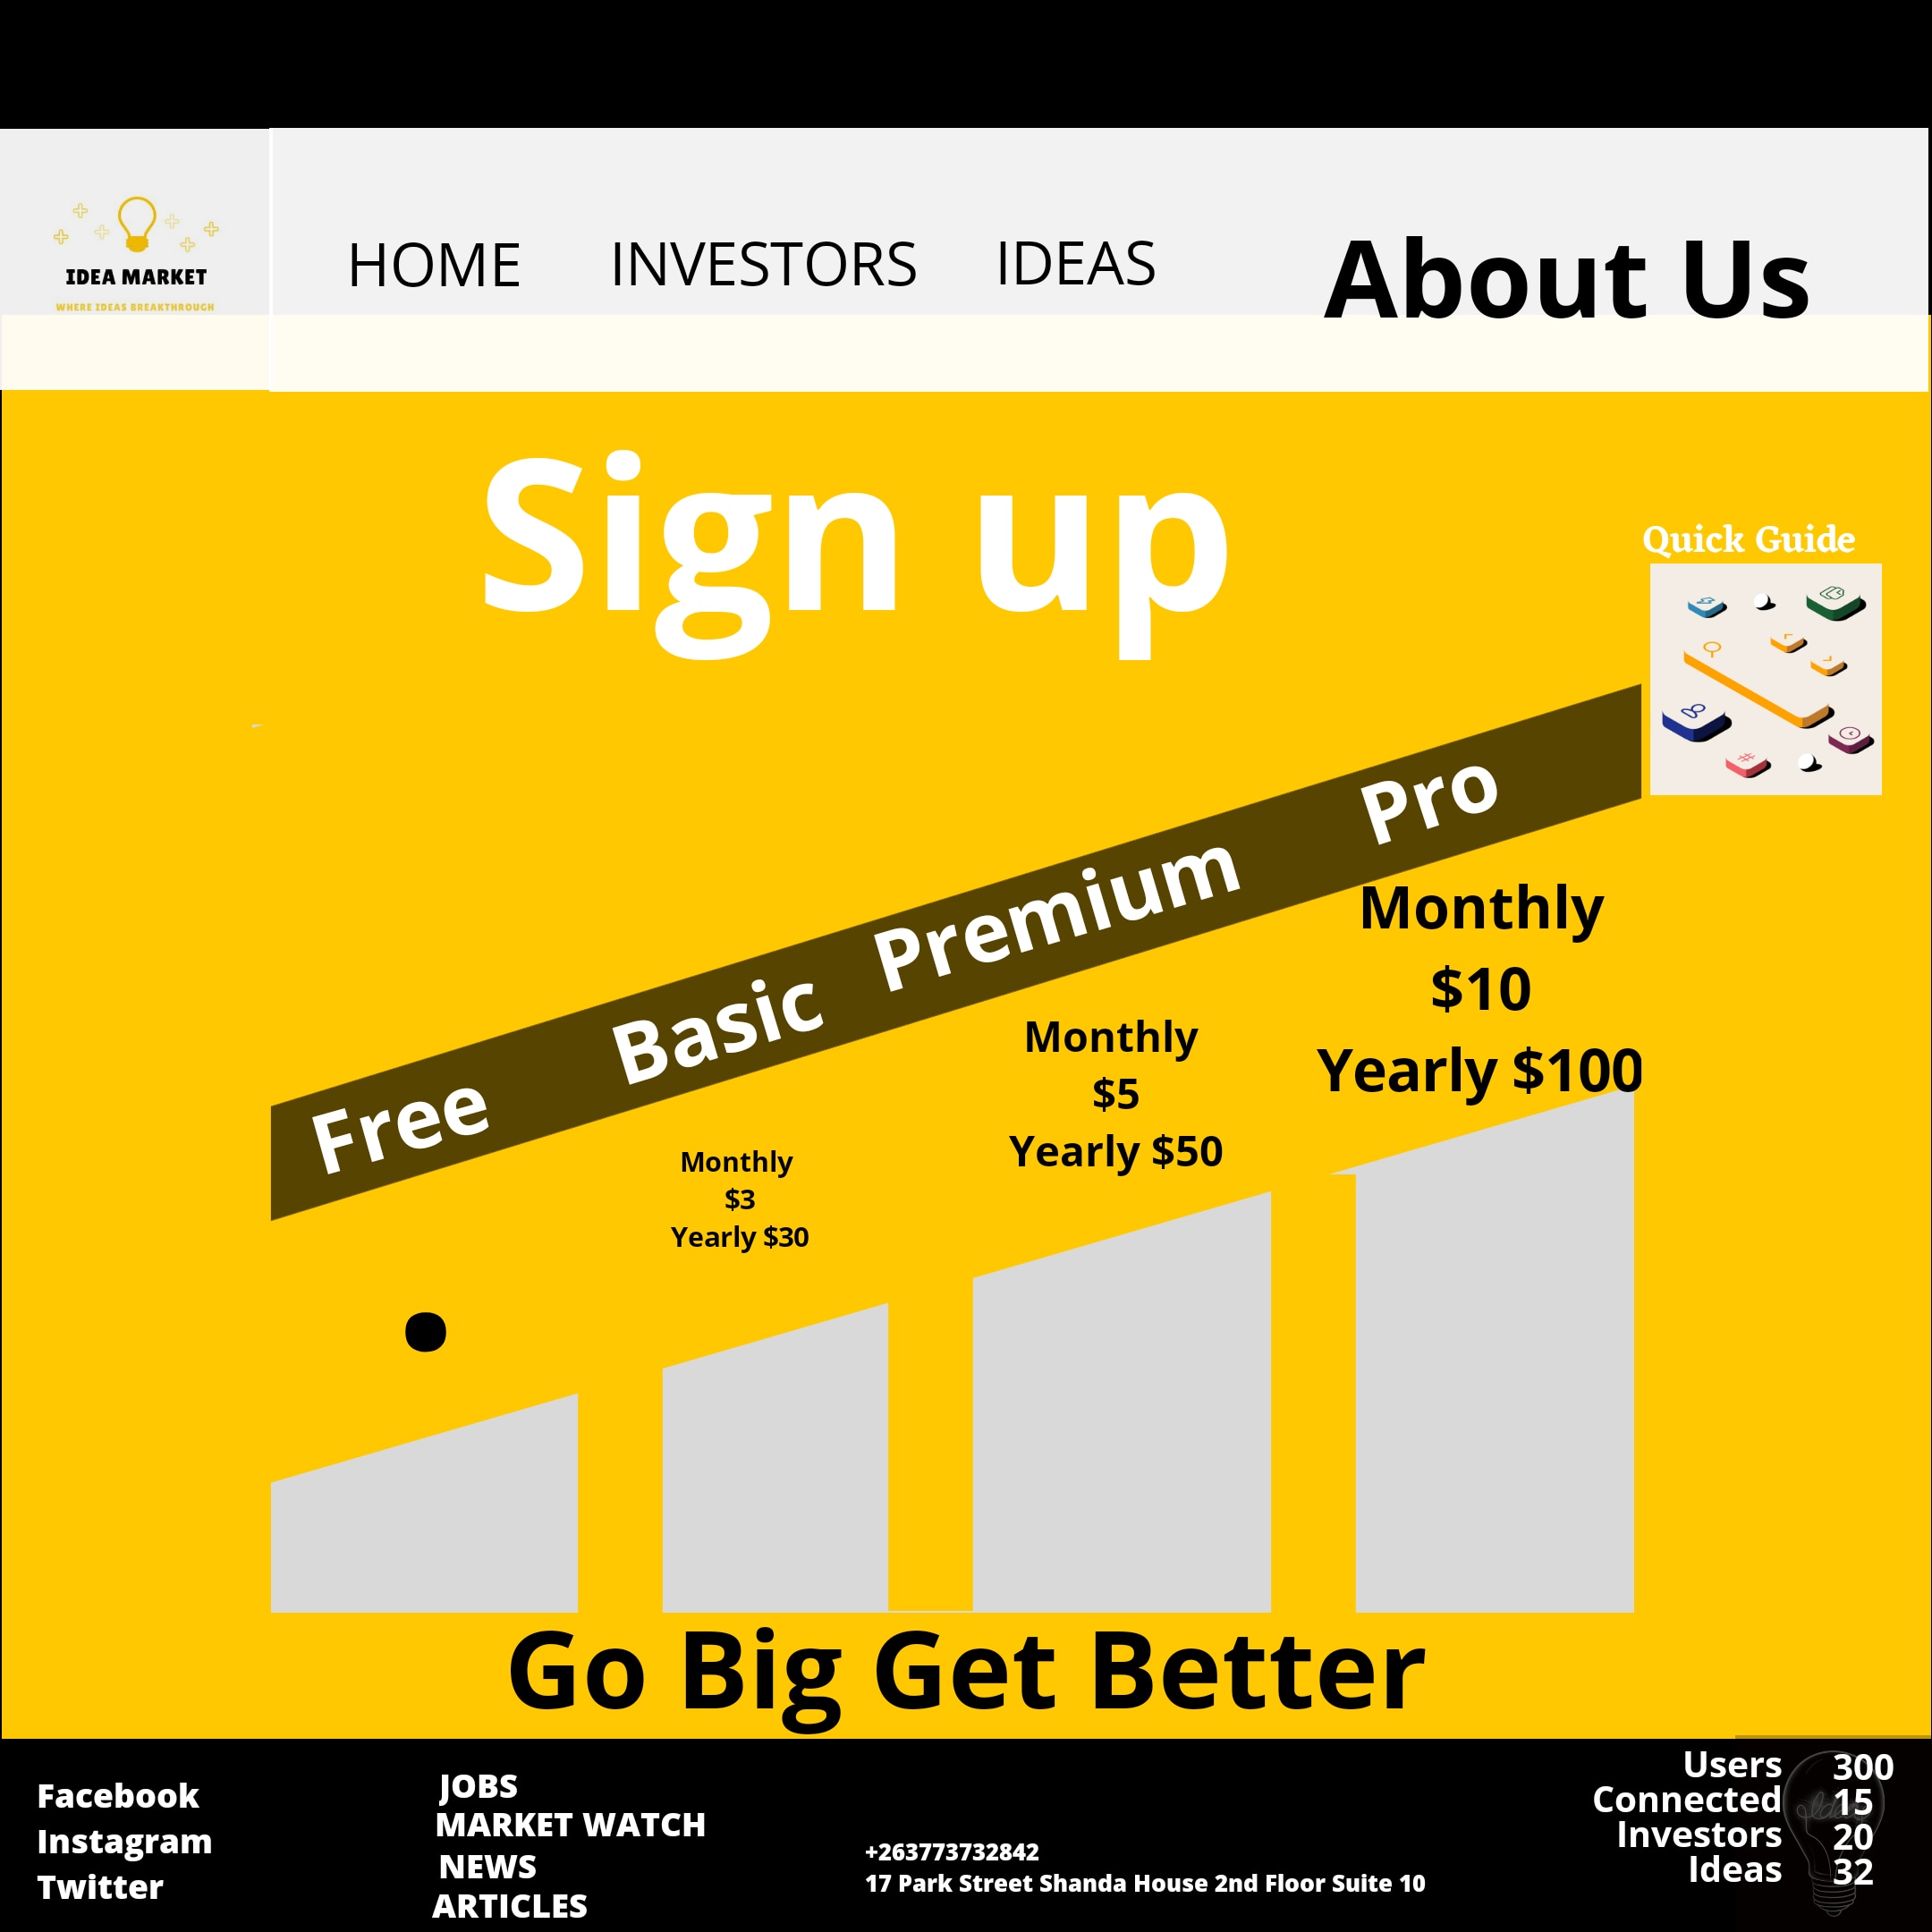 IDEA MARKET
WHERE IDEAS BREAKTHROUGH
HOME
INVESTORS
IDEAS
About Us
Sign up
Quick Guide
Free
Basic
Premium
Pro
Monthly
$3
Yearly $30
Monthly
$5
Yearly $50
Monthly
$10
Yearly $100
Go Big Get Better
Facebook
Instagram
Twitter
JOBS
MARKET WATCH
NEWS
ARTICLES
+263773732842
17 Park Street Shanda House 2nd Floor Suite 10
Users 300
Connected 15
Investors 20
Ideas 32